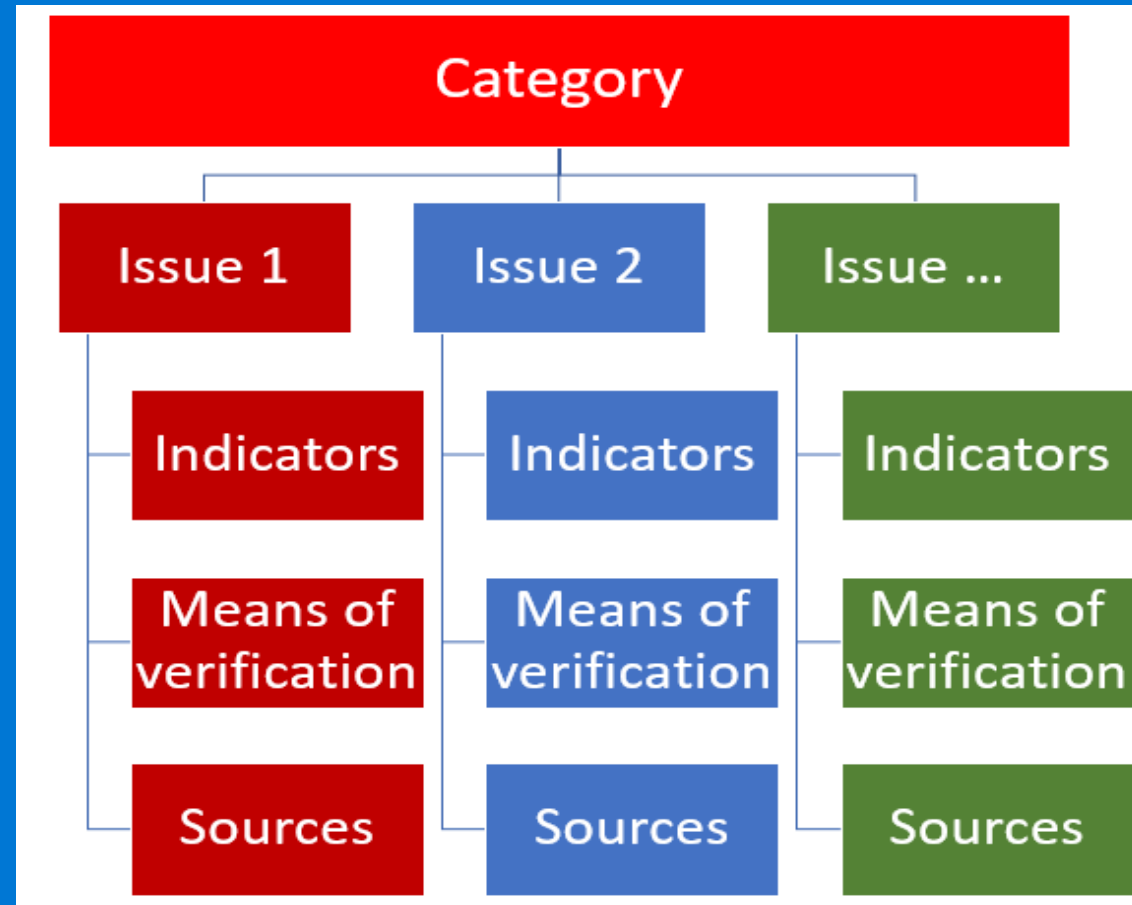 Category
Issue 1
Issue 2
Issue ...
Indicators
Indicators
Indicators
Means of
verification
Means of
verification
Means of
verification
Sources
Sources
Sources